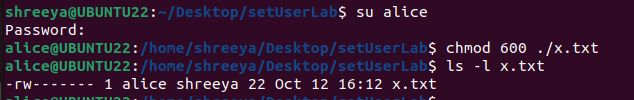 shreeya@UBUNTU22:~/Desktop/setUserLab$ su alice
Password:
alice@UBUNTU22:/home/shreeya/Desktop/setUserLab$ chmod 600 ./x.txt
alice@UBUNTU22:/home/shreeya/Desktop/setUserLab$ ls -l x.txt
-rw------- 1 alice shreeya 22 Oct 12 16:12 x.txt